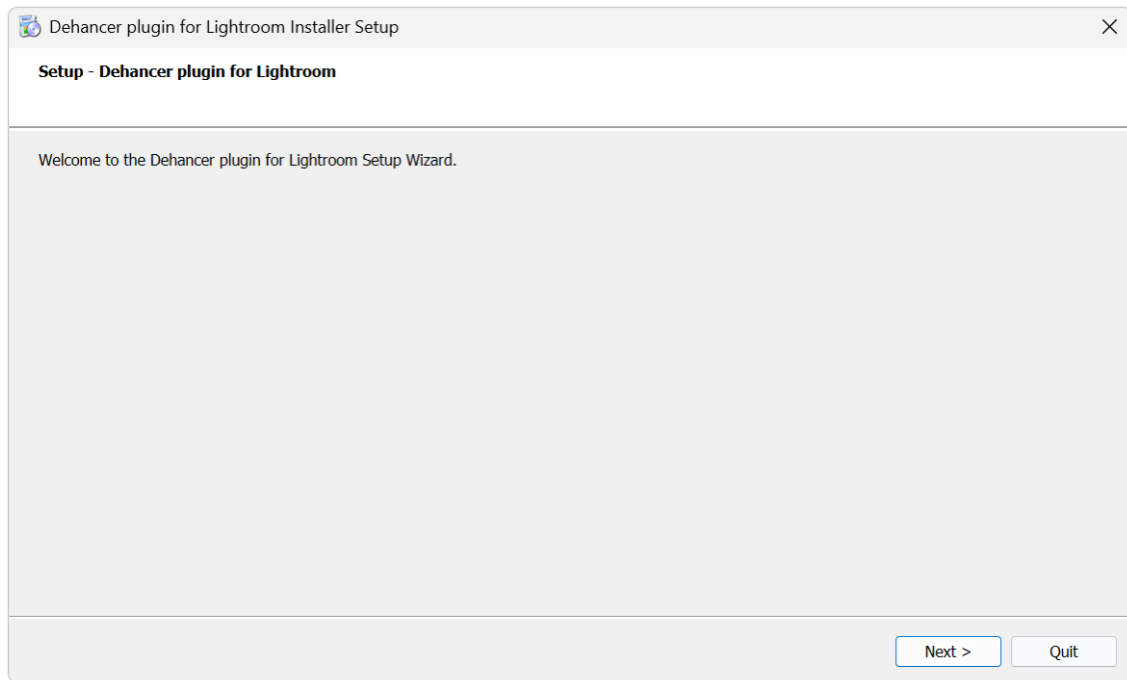 Dehancer plugin for Lightroom Installer Setup
Setup - Dehancer plugin for Lightroom
Welcome to the Dehancer plugin for Lightroom Setup Wizard.
Next > Quit